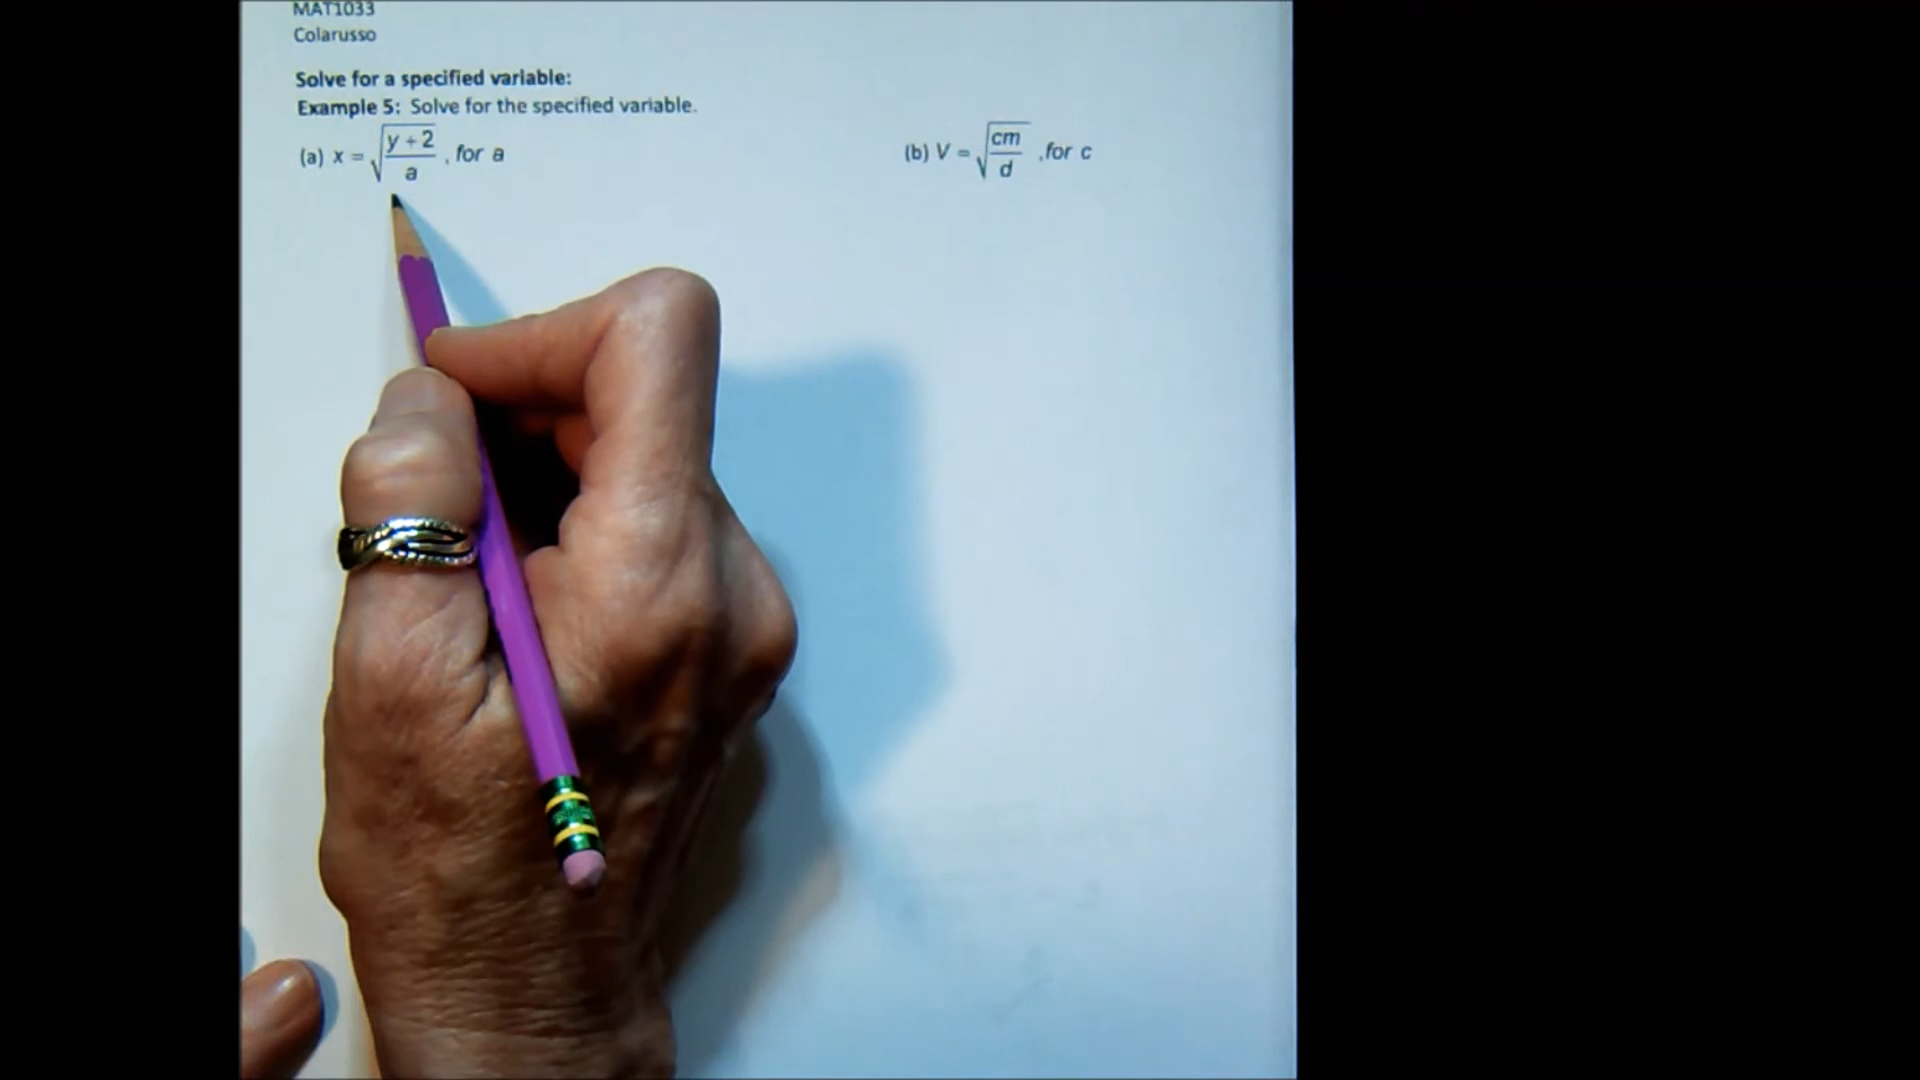 MAT1033
Colarusso
Solve for a specified variable:
Example 5: Solve for the specified variable.
(a) x = √((y + 2)/a) , for a
(b) V = √(cm/d) ,for c